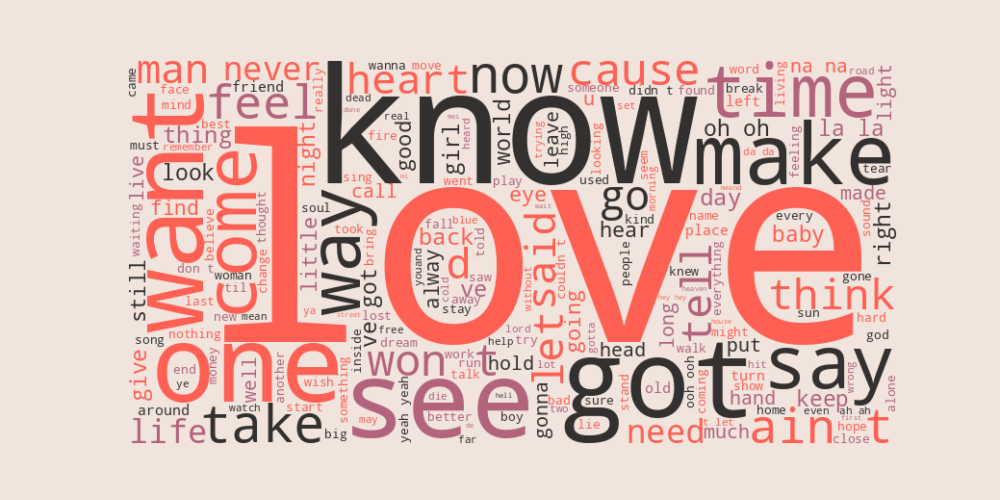 love
know
see
got
one
want
come
way
time
make
say
take
think
ain t
now
man
never
heart
cause
feel
life
need
won t
tell
let
said
go
d
ve
thing
friend
wanna
move
someone
u
didn t
found
set
word
break
left
living
na na
road
light
la la
oh oh
da da
feeling
tear
made
day
name
place
every
baby
sound
right
gone
sun
hard
god
might
house
put
hit
turn
show
hand
keep
wrong
alone
home
even
ah ah
first
hope
close
much
t let
coming
ooh ooh
walk
long
hey hey
heaven
knew
everything
people
hear
kind
used
seem
morning
looking
leave
high
trying
world
girl
heard
good
real
dead
done
fire
sing
call
went
play
eye
wait
without
couldn t
going
gotta
head
old
sure
stand
lie
bad
two
lot
gonna
boy
hell
hold
help
try
lord
work
run
talk
die
better
de
far
may
yeah yeah
big
something
wish
start
another
watch
well
money
around
ye
end
give
nothing
song
still
new
mean
last
til
woman
don t
find
believe
change
thought
little
ya
street
lost
free
dream
inside
ve
got
bring
took
soul
night
really
best
remember
must
look
came
face
mind
live
waiting
back
fall
blue
told
saw
away
stay
cold
youand
alway